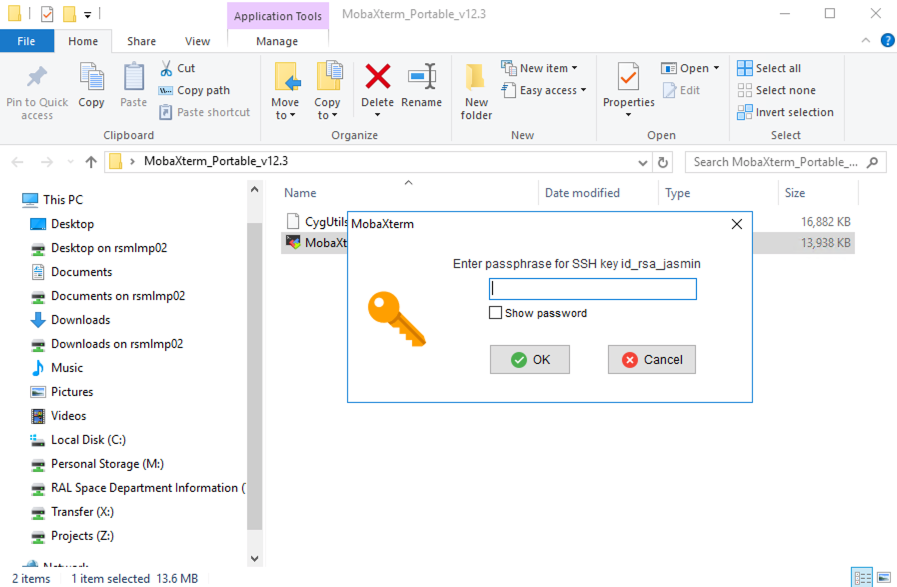 Application Tools MobaXterm_Portable_v12.3
File Home Share View Manage
Pin to Quick access
Copy
Paste
Cut
Copy path
Paste shortcut
Clipboard
Move to
Copy to
Delete
Rename
Organize
New folder
New item
Easy access
New
Properties
Open
Edit
Open
Select all
Select none
Invert selection
Select
MobaXterm_Portable_v12.3
Search MobaXterm_Portable_...
Name Date modified Type Size
CygUtils 16,882 KB
MobaXt 13,938 KB
This PC
Desktop
Desktop on rsmlmp02
Documents
Documents on rsmlmp02
Downloads
Downloads on rsmlmp02
Music
Pictures
Videos
Local Disk (C:)
Personal Storage (M:)
RAL Space Department Information (
Transfer (X:)
Projects (Z:)
Network
MobaXterm
Enter passphrase for SSH key id_rsa_jasmin
Show password
OK Cancel
2 items 1 item selected 13.6 MB